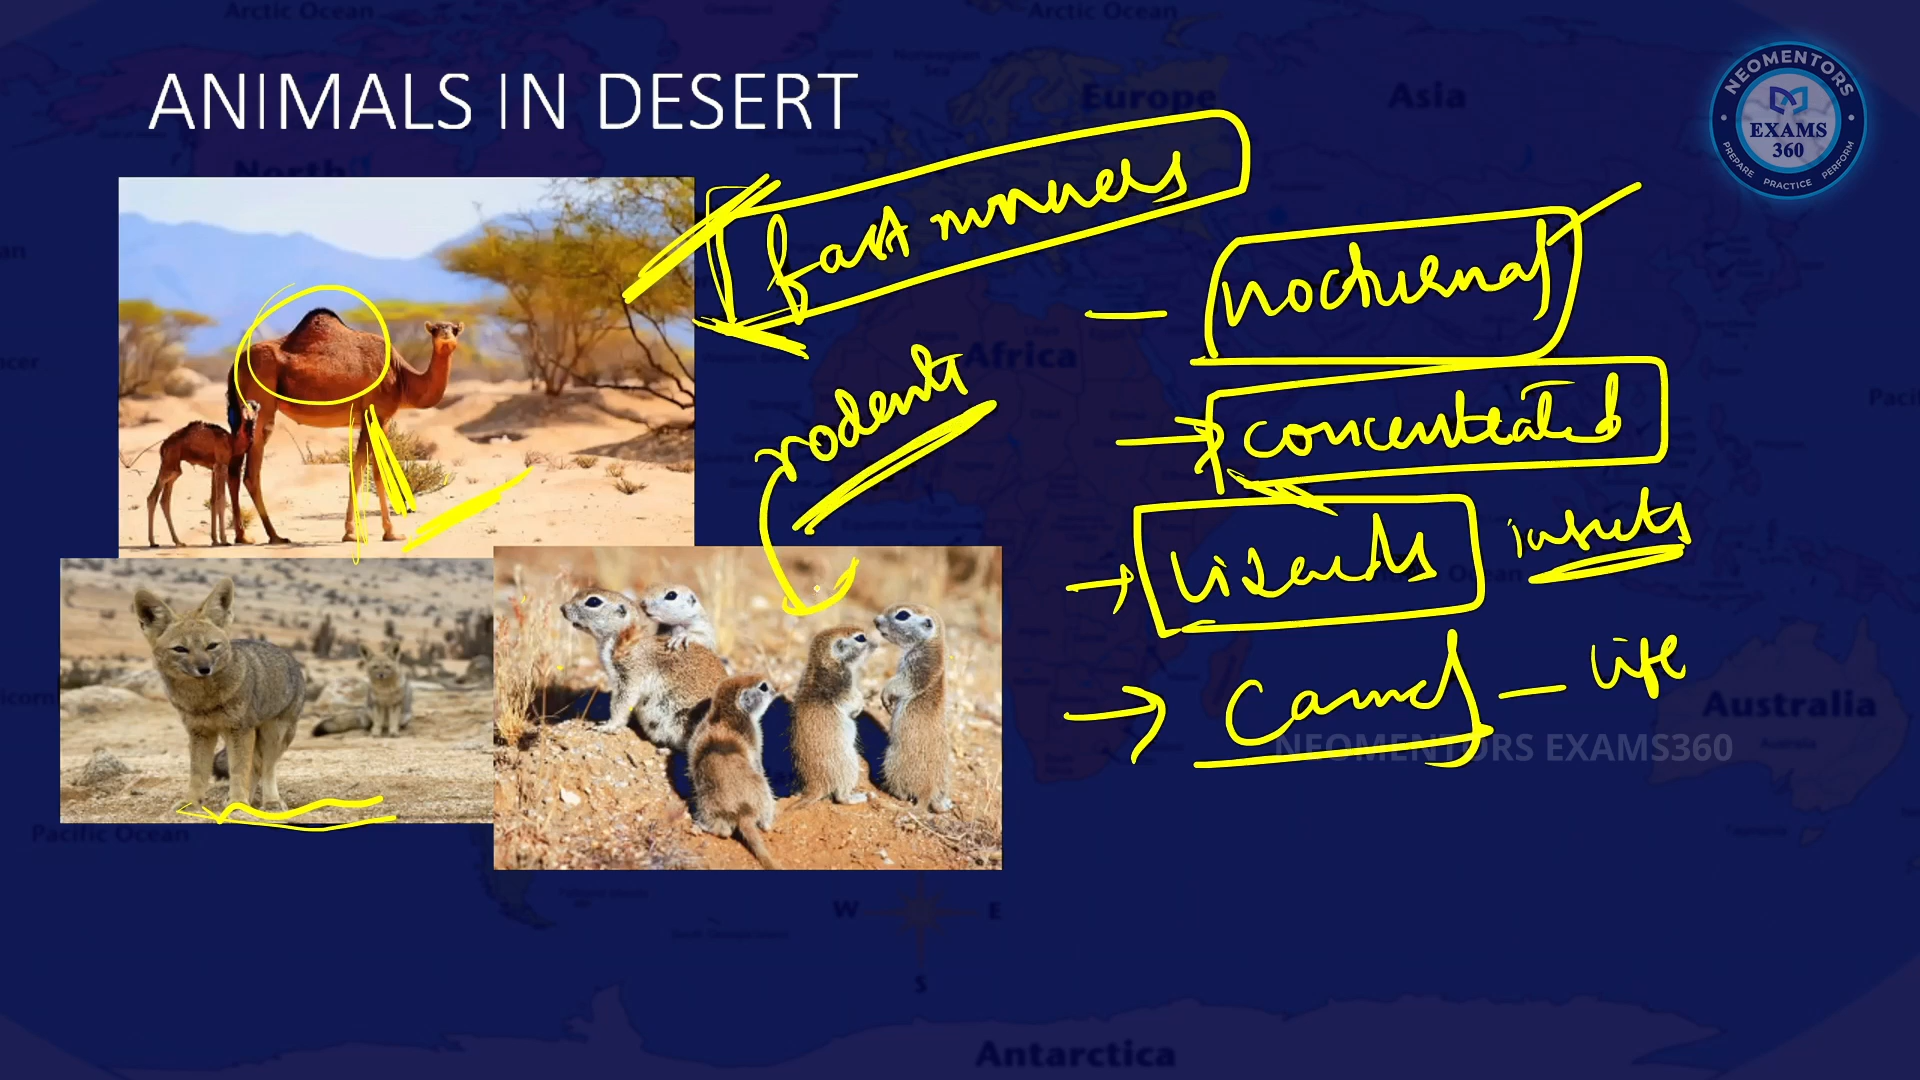 Arctic Ocean
Arctic Ocean
NEOMENTORS
EXAMS
360
PREPARE PRACTICE PERFORM
ANIMALS IN DESERT
Europe
Asia
North
fast runners
nocturnal
Africa
rodents
concentrated
lizards
insects
Camel - life
Australia
NEOMENTORS EXAMS360
Pacific Ocean
W
E
S
Antarctica